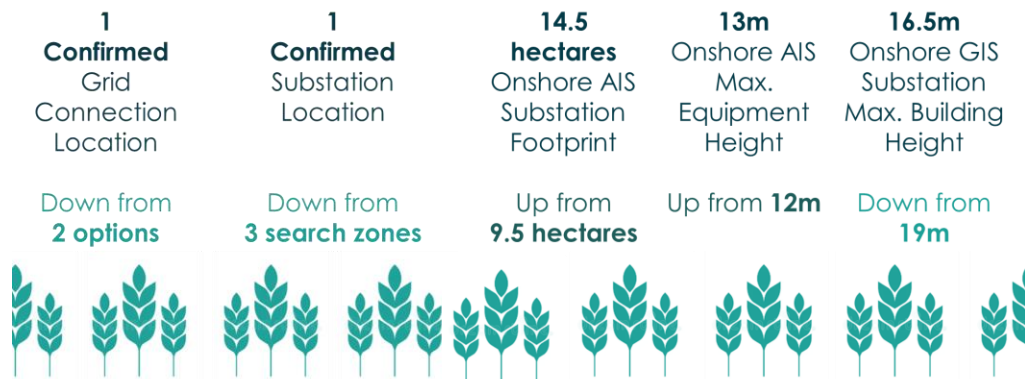 1
Confirmed
Grid
Connection
Location
Down from
2 options
1
Confirmed
Substation
Location
Down from
3 search zones
14.5
hectares
Onshore AIS
Substation
Footprint
Up from
9.5 hectares
13m
Onshore AIS
Max.
Equipment
Height
Up from 12m
16.5m
Onshore GIS
Substation
Max. Building
Height
Down from
19m